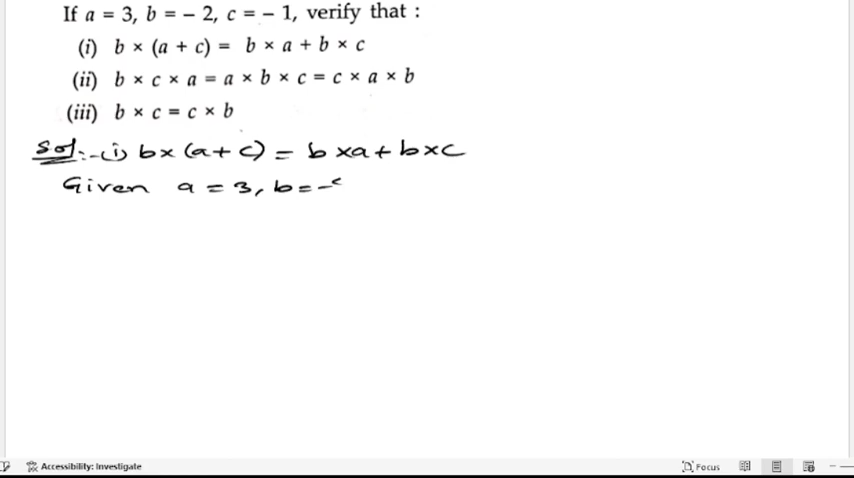 If a = 3, b = – 2, c = – 1, verify that :
(i) b × (a + c) = b × a + b × c
(ii) b × c × a = a × b × c = c × a × b
(iii) b × c = c × b
Sol:-(i) b×(a+c) = b×a+b×c
Given a = 3, b = -
Accessibility: Investigate
Focus